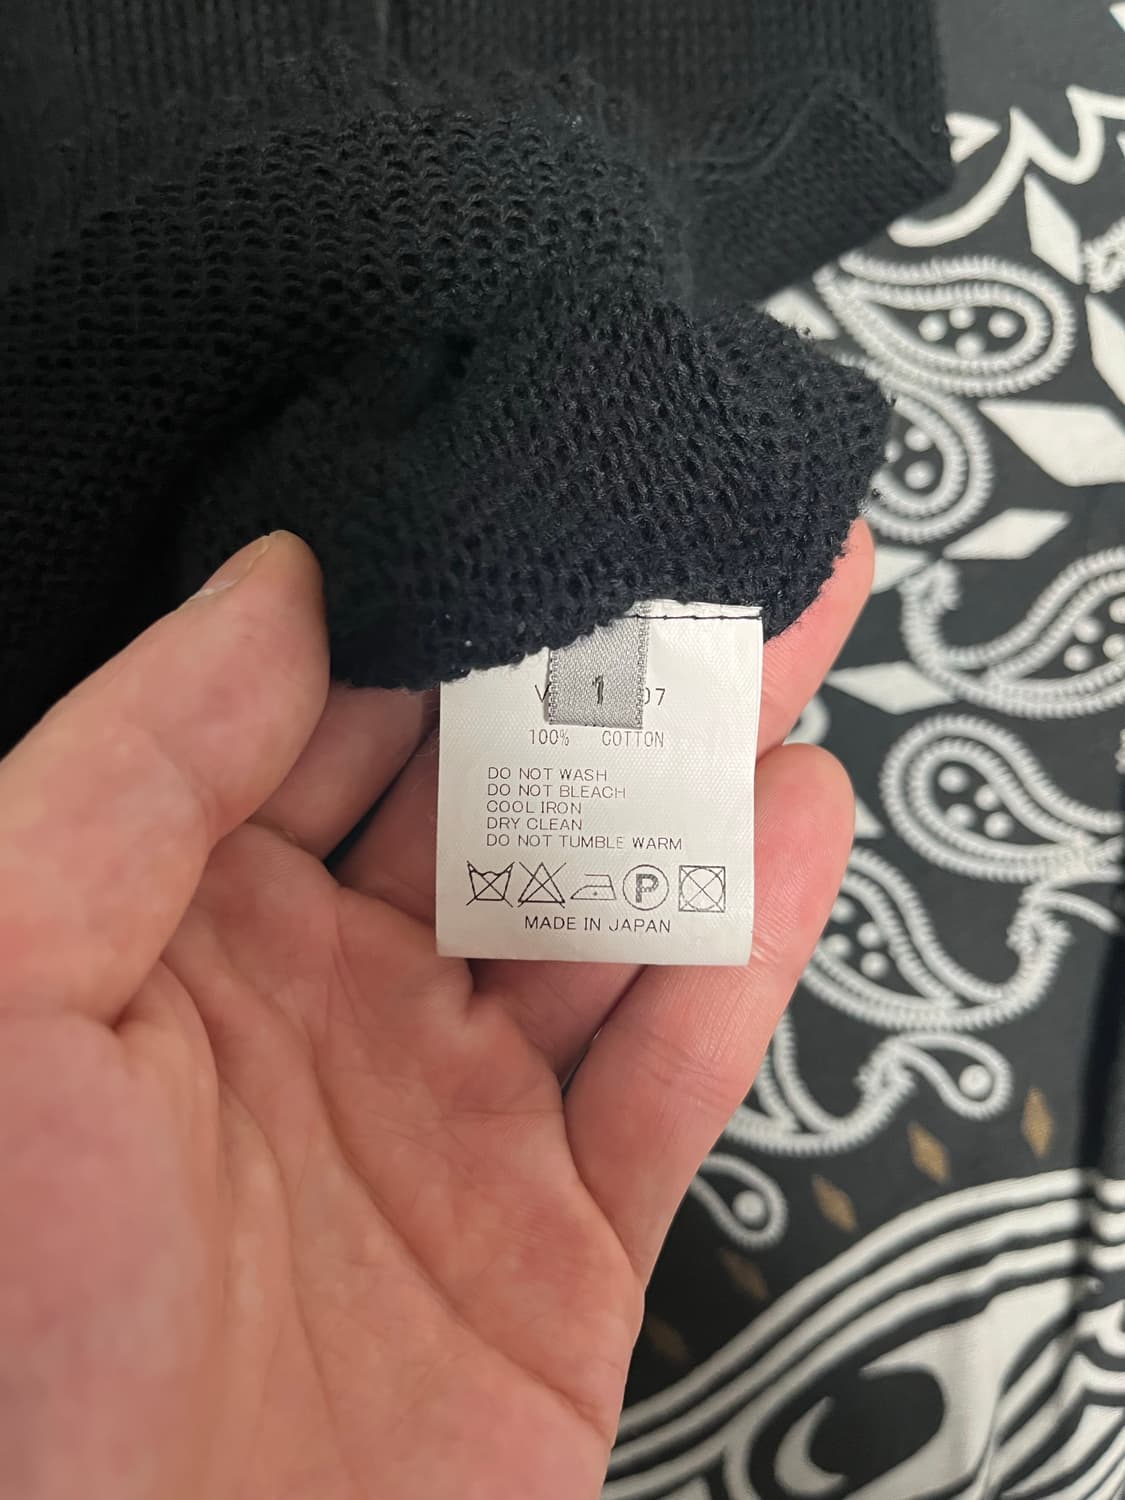 1
100% COTTON
DO NOT WASH
DO NOT BLEACH
COOL IRON
DRY CLEAN
DO NOT TUMBLE WARM
P
MADE IN JAPAN